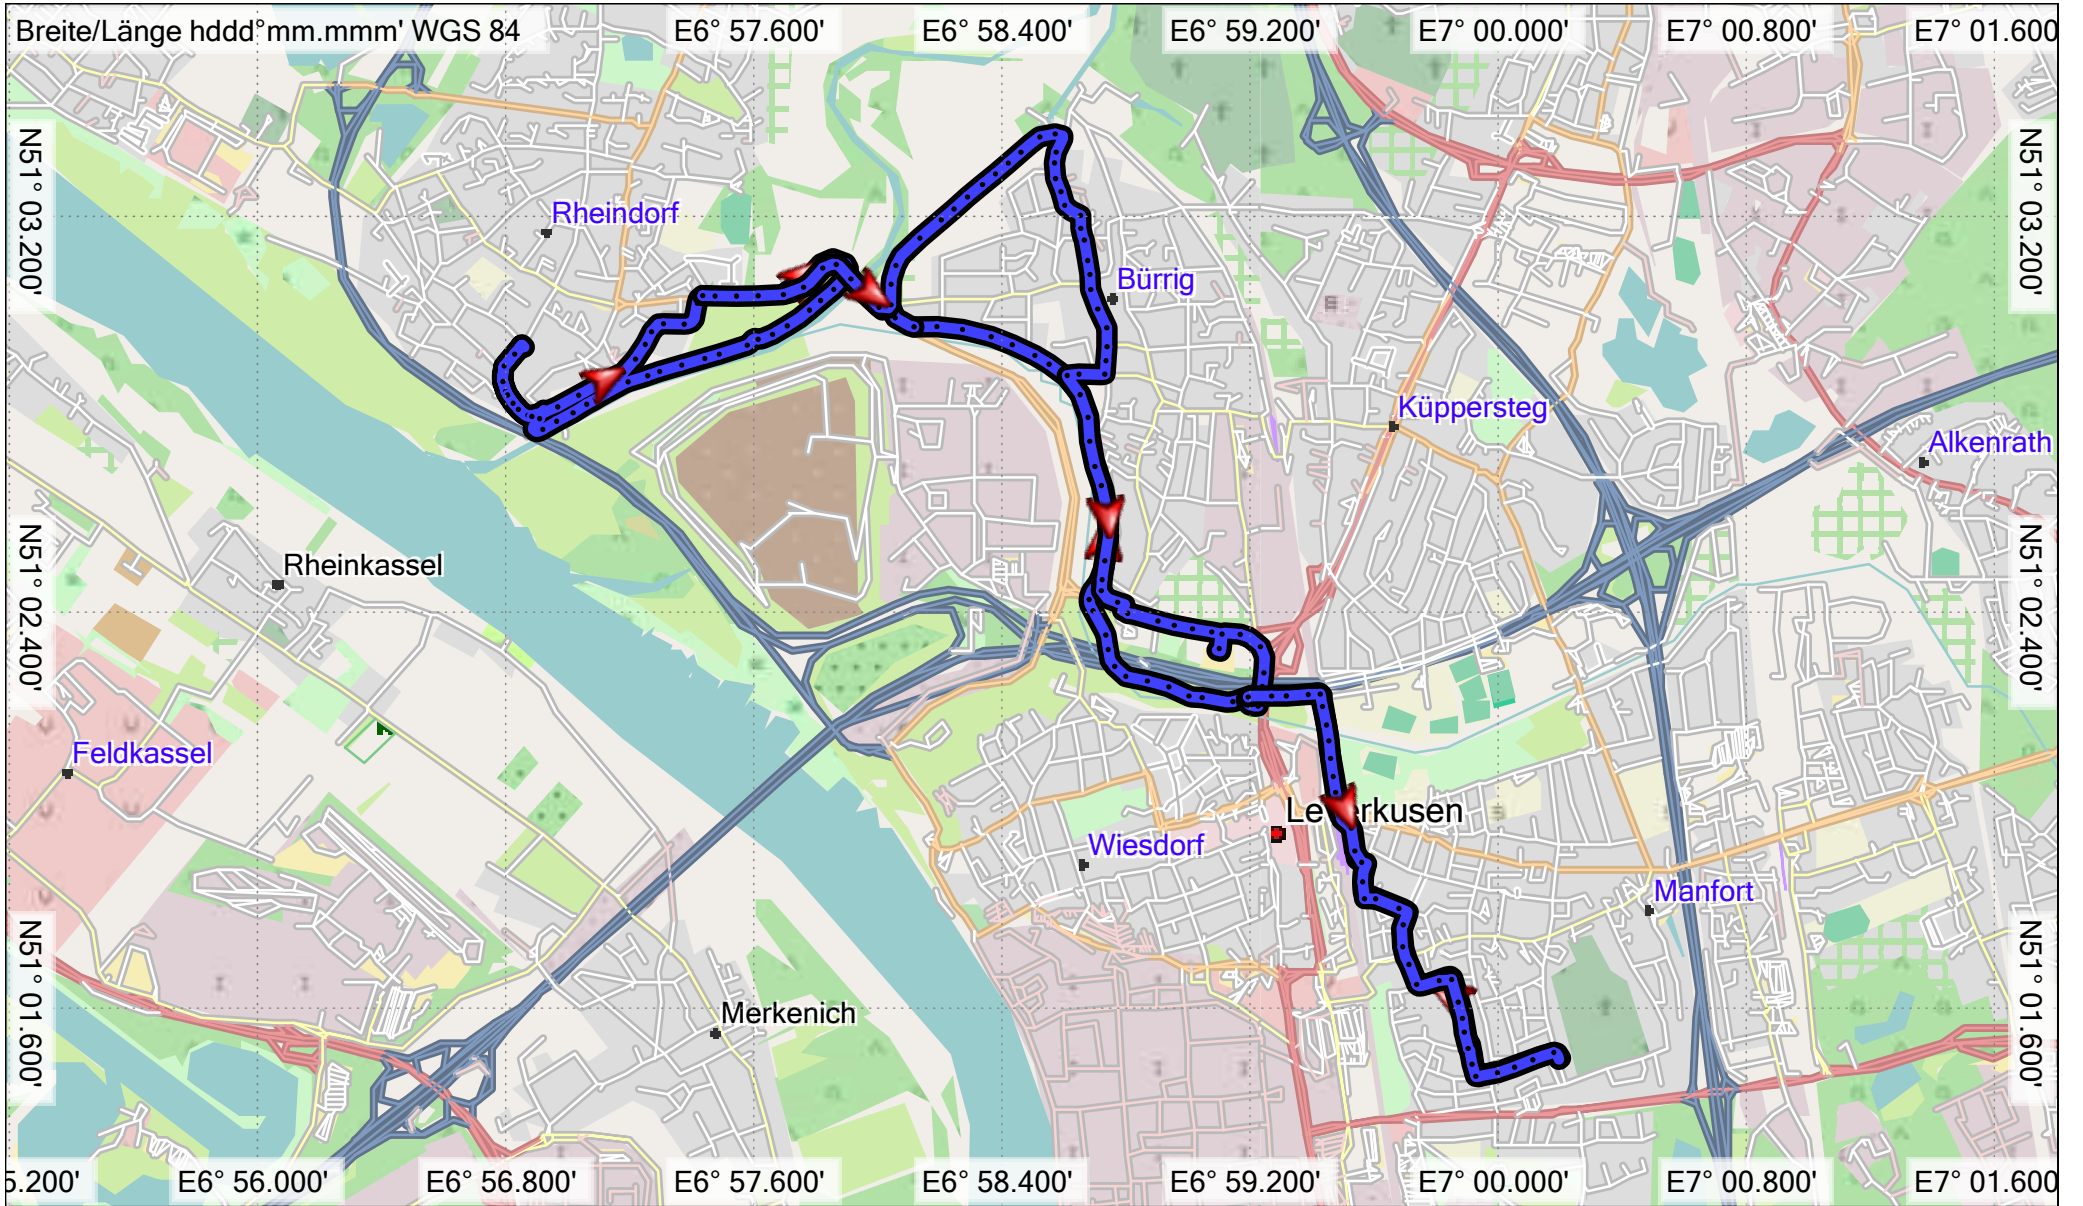 Breite/Länge hddd°mm.mmm' WGS 84
E6° 57.600'
E6° 58.400'
E6° 59.200'
E7° 00.000'
E7° 00.800'
E7° 01.600
N51° 03.200'
N51° 03.200'
Rheindorf
Bürrig
Küppersteg
Alkenrath
N51° 02.400'
N51° 02.400'
Rheinkassel
Feldkassel
Leverkusen
Wiesdorf
Manfort
N51° 01.600'
N51° 01.600'
Merkenich
5.200'
E6° 56.000'
E6° 56.800'
E6° 57.600'
E6° 58.400'
E6° 59.200'
E7° 00.000'
E7° 00.800'
E7° 01.600